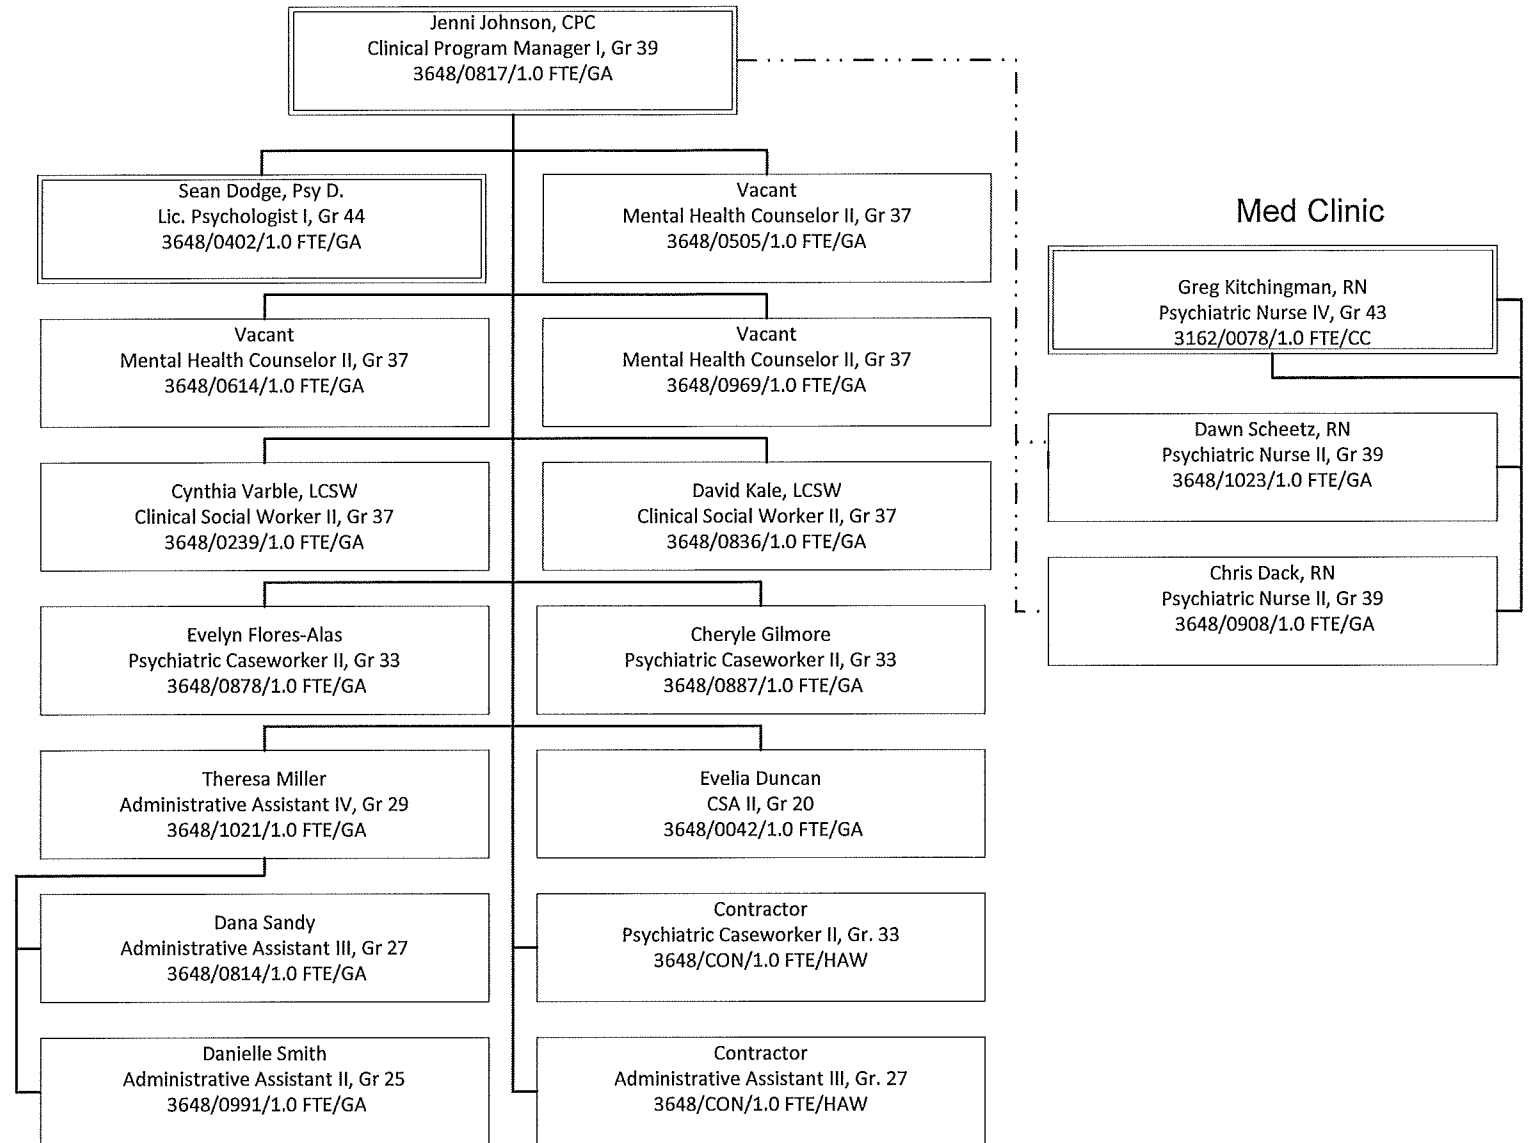 Jenni Johnson, CPC
Clinical Program Manager I, Gr 39
3648/0817/1.0 FTE/GA
Sean Dodge, Psy D.
Lic. Psychologist I, Gr 44
3648/0402/1.0 FTE/GA
Vacant
Mental Health Counselor II, Gr 37
3648/0505/1.0 FTE/GA
Vacant
Mental Health Counselor II, Gr 37
3648/0614/1.0 FTE/GA
Vacant
Mental Health Counselor II, Gr 37
3648/0969/1.0 FTE/GA
Cynthia Varble, LCSW
Clinical Social Worker II, Gr 37
3648/0239/1.0 FTE/GA
David Kale, LCSW
Clinical Social Worker II, Gr 37
3648/0836/1.0 FTE/GA
Evelyn Flores-Alas
Psychiatric Caseworker II, Gr 33
3648/0878/1.0 FTE/GA
Cheryle Gilmore
Psychiatric Caseworker II, Gr 33
3648/0887/1.0 FTE/GA
Theresa Miller
Administrative Assistant IV, Gr 29
3648/1021/1.0 FTE/GA
Evelia Duncan
CSA II, Gr 20
3648/0042/1.0 FTE/GA
Dana Sandy
Administrative Assistant III, Gr 27
3648/0814/1.0 FTE/GA
Contractor
Psychiatric Caseworker II, Gr. 33
3648/CON/1.0 FTE/HAW
Danielle Smith
Administrative Assistant II, Gr 25
3648/0991/1.0 FTE/GA
Contractor
Administrative Assistant III, Gr. 27
3648/CON/1.0 FTE/HAW
Med Clinic
Greg Kitchingman, RN
Psychiatric Nurse IV, Gr 43
3162/0078/1.0 FTE/CC
Dawn Scheetz, RN
Psychiatric Nurse II, Gr 39
3648/1023/1.0 FTE/GA
Chris Dack, RN
Psychiatric Nurse II, Gr 39
3648/0908/1.0 FTE/GA